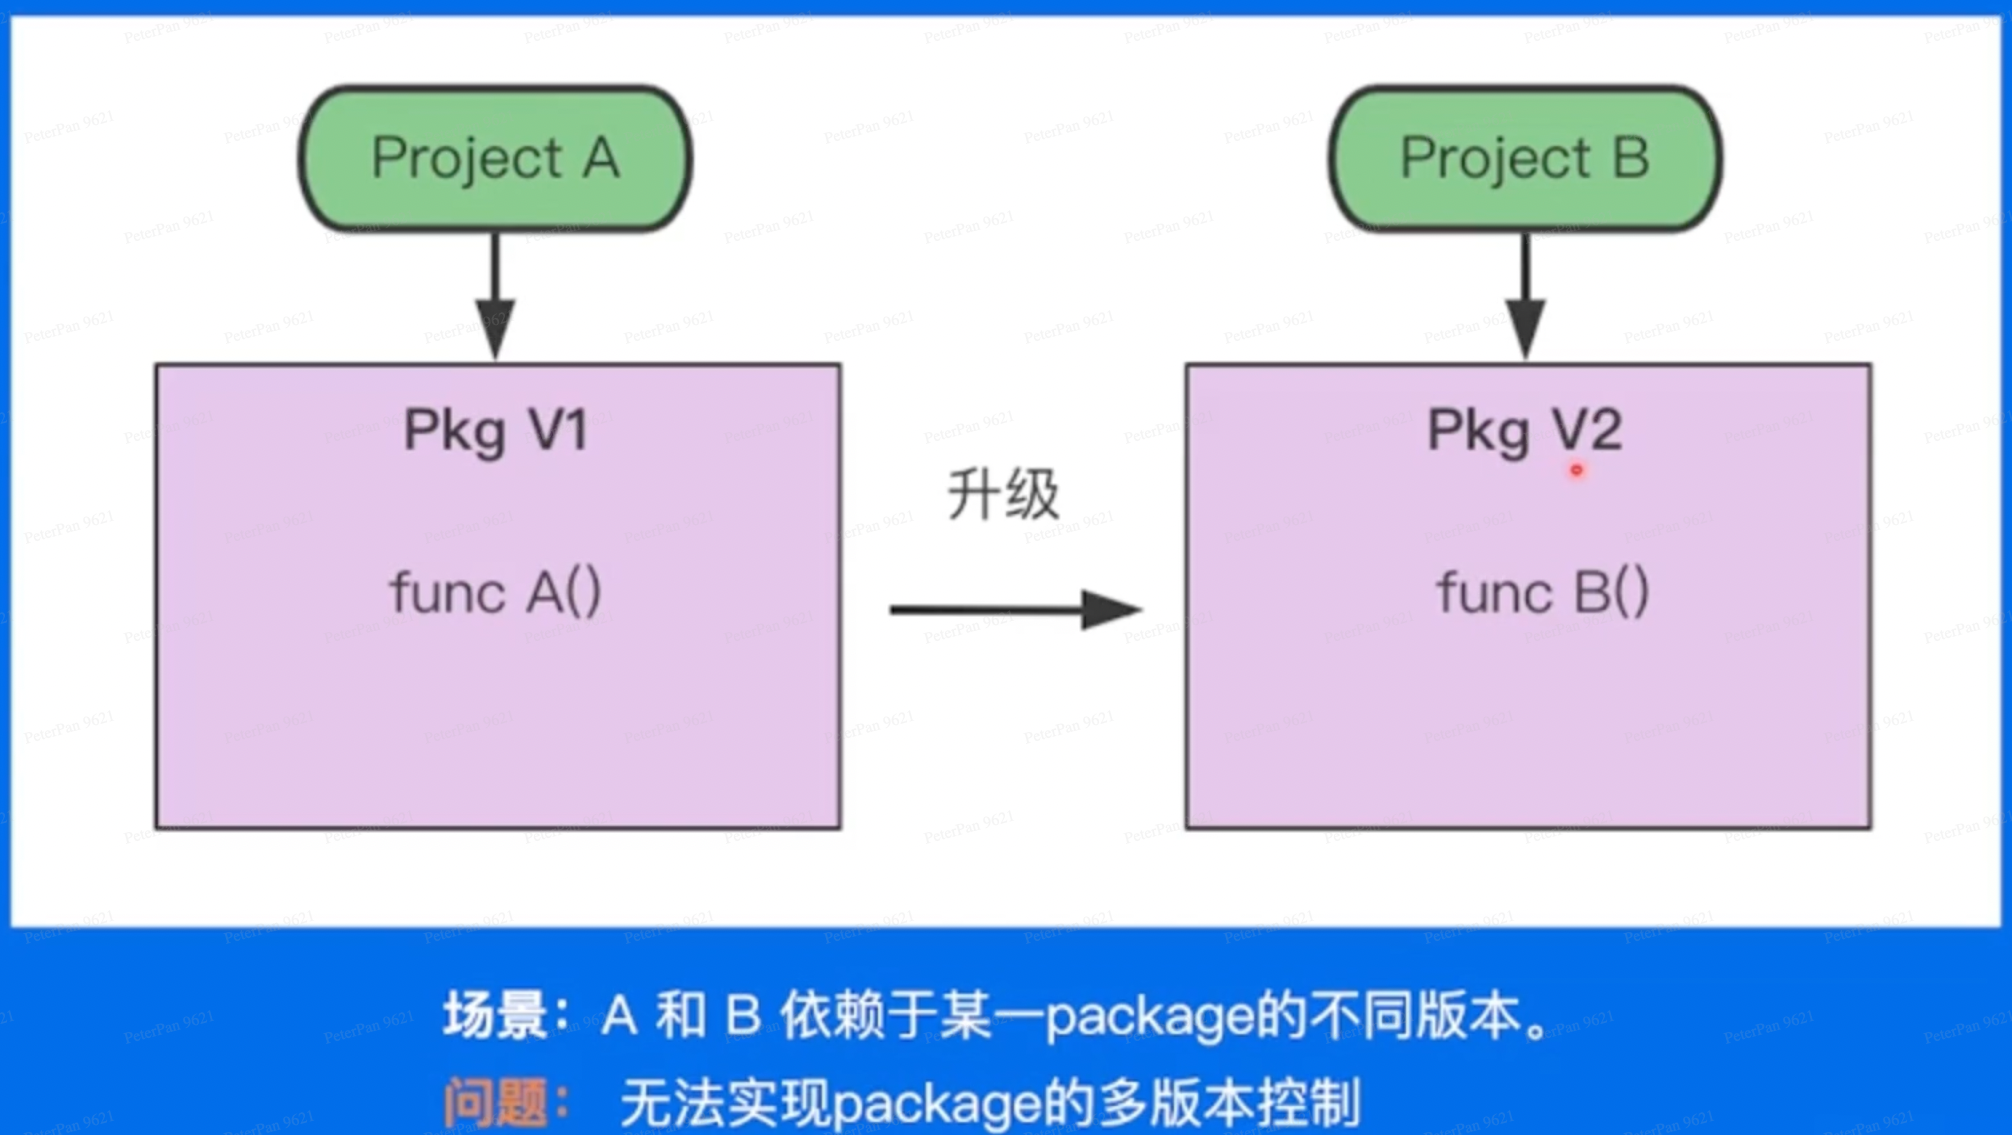 Project A
Project B
Pkg V1
Pkg V2
升级
func A()
func B()
场景：A 和 B 依赖于某一package的不同版本。
问题： 无法实现package的多版本控制
PeterPan 9621